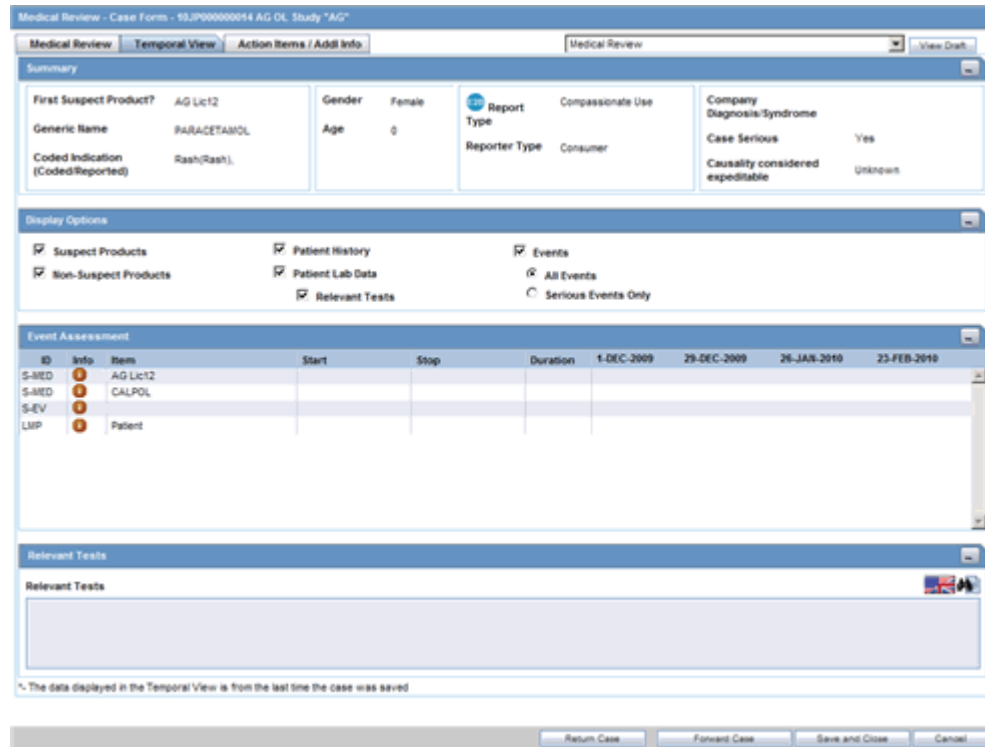 Medical Review - Case Form - 10JP000000014 AG OL Study "AG"
Medical Review Temporal View Action Items / Addl Info Medical Review View Draft
Summary
First Suspect Product? AG Lic12 Gender Female Report Type Compassionate Use Company Diagnosis/Syndrome
Generic Name PARACETAMOL Age 0 Reporter Type Consumer Case Serious Yes
Coded Indication (Coded/Reported) Rash(Rash), Causality considered expeditable Unknown
Display Options
Suspect Products Patient History Events
Non-Suspect Products Patient Lab Data All Events
Relevant Tests Serious Events Only
Event Assessment
ID Info Item Start Stop Duration 1-DEC-2009 29-DEC-2009 26-JAN-2010 23-FEB-2010
S-MED AG Lic12
S-MED CALPOL
S-EV
LMP Patient
Relevant Tests
Relevant Tests
*- The data displayed in the Temporal View is from the last time the case was saved
Return Case Forward Case Save and Close Cancel